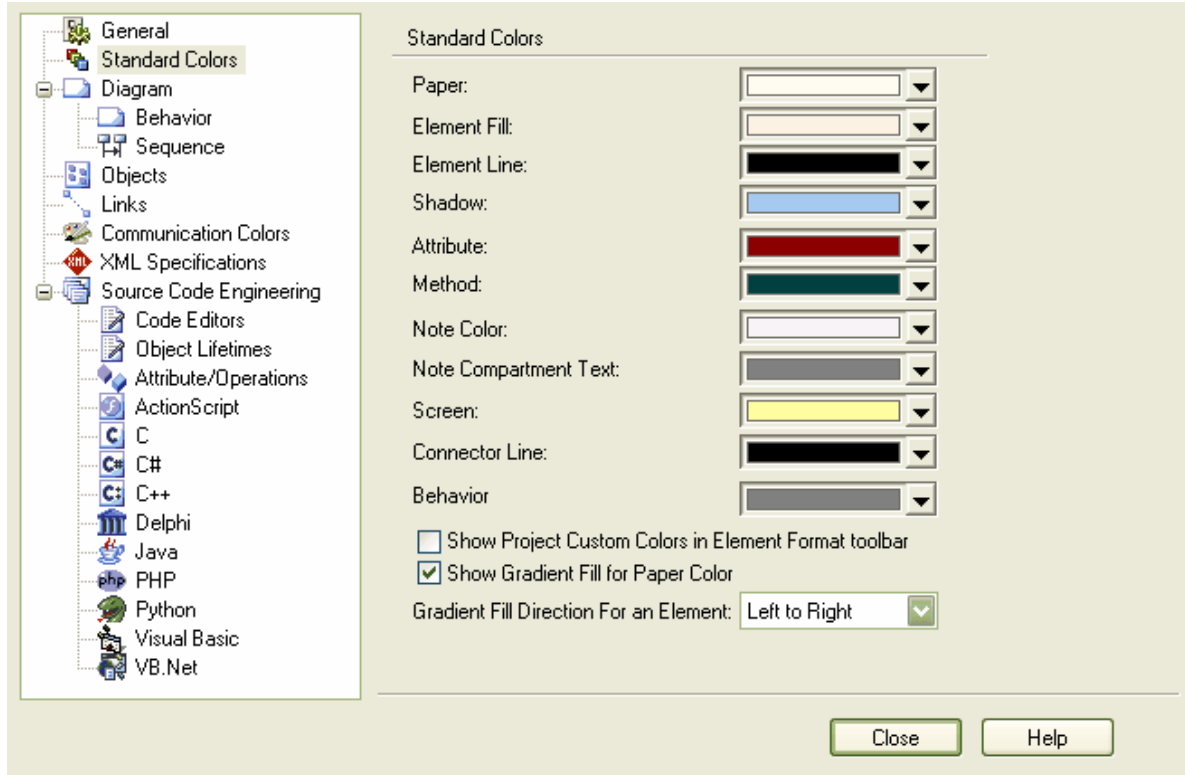 General
Standard Colors
Diagram
Behavior
Sequence
Objects
Links
Communication Colors
XML Specifications
Source Code Engineering
Code Editors
Object Lifetimes
Attribute/Operations
ActionScript
C
C#
C++
Delphi
Java
PHP
Python
Visual Basic
VB.Net
Standard Colors
Paper:
Element Fill:
Element Line:
Shadow:
Attribute:
Method:
Note Color:
Note Compartment Text:
Screen:
Connector Line:
Behavior
Show Project Custom Colors in Element Format toolbar
Show Gradient Fill for Paper Color
Gradient Fill Direction For an Element: Left to Right
Close Help